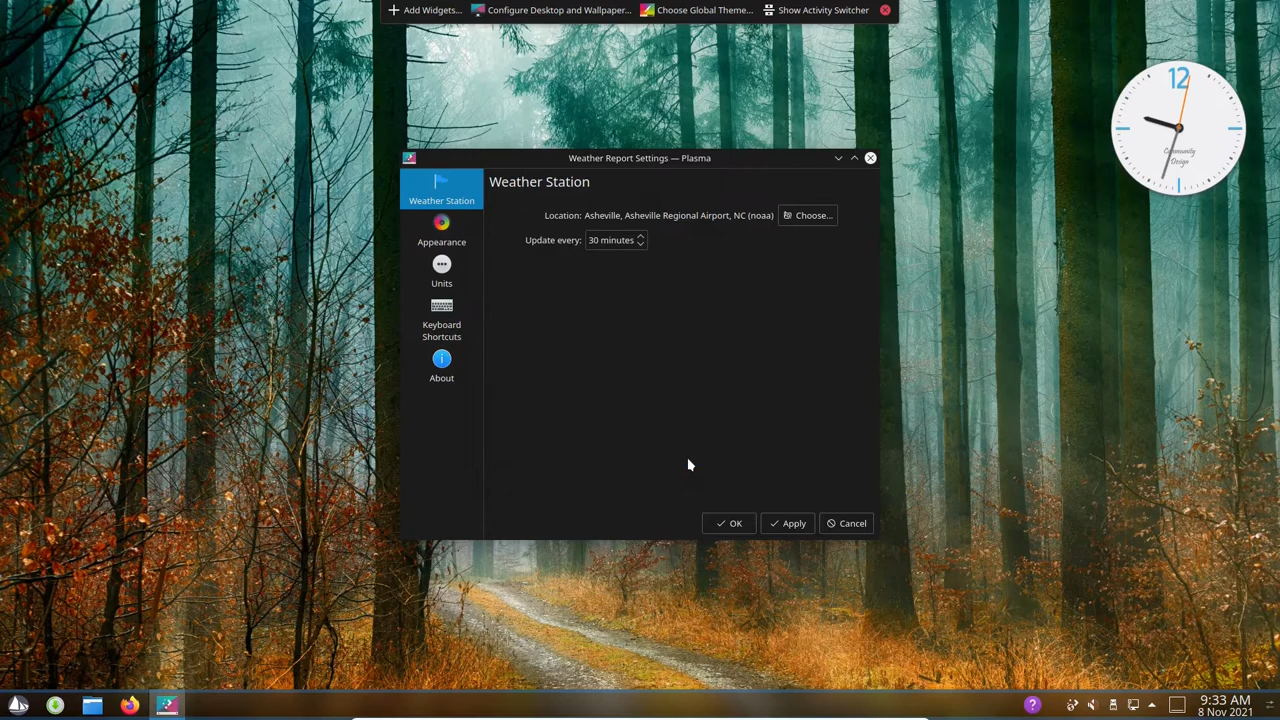 Add Widgets... Configure Desktop and Wallpaper... Choose Global Theme... Show Activity Switcher
12
Community
Design
Weather Report Settings — Plasma
Weather Station
Weather Station
Location: Asheville, Asheville Regional Airport, NC (noaa) Choose...
Update every: 30 minutes
Appearance
Units
Keyboard
Shortcuts
About
OK Apply Cancel
9:33 AM
8 Nov 2021